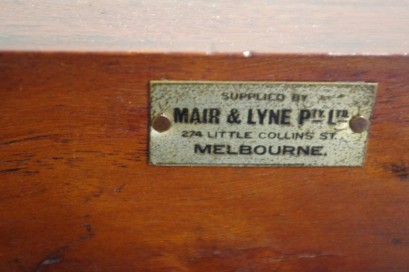 SUPPLIED BY
MAIR & LYNE PTY LTD
274 LITTLE COLLINS ST.
MELBOURNE.